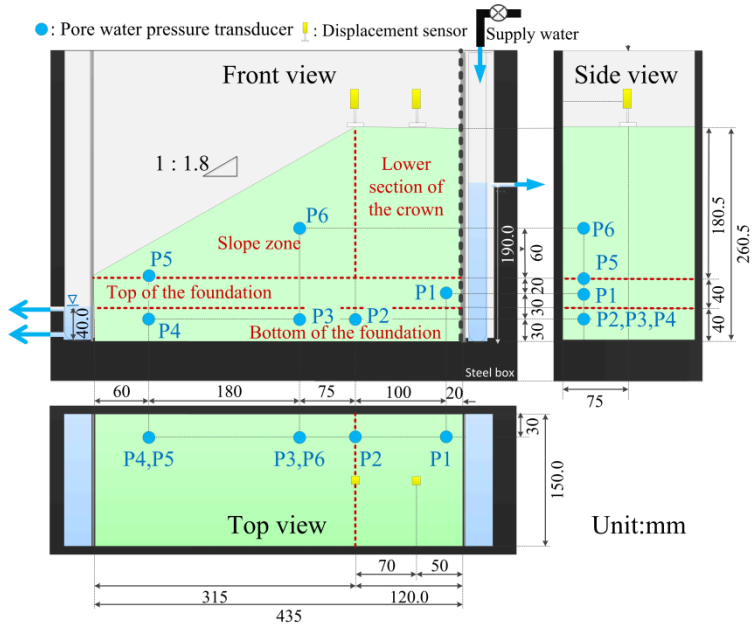 : Pore water pressure transducer
: Displacement sensor
Supply water
Front view
Side view
1 : 1.8
Lower
section of
the crown
P6
Slope zone
P5
Top of the foundation
P1
P4
P3
P2
Bottom of the foundation
40.0
190.0
60
20
30
30
Steel box
P6
P5
P1
P2,P3,P4
180.5
260.5
40
40
75
60
180
75
100
20
P4,P5
P3,P6
P2
P1
30
150.0
Top view
Unit:mm
70
50
315
120.0
435